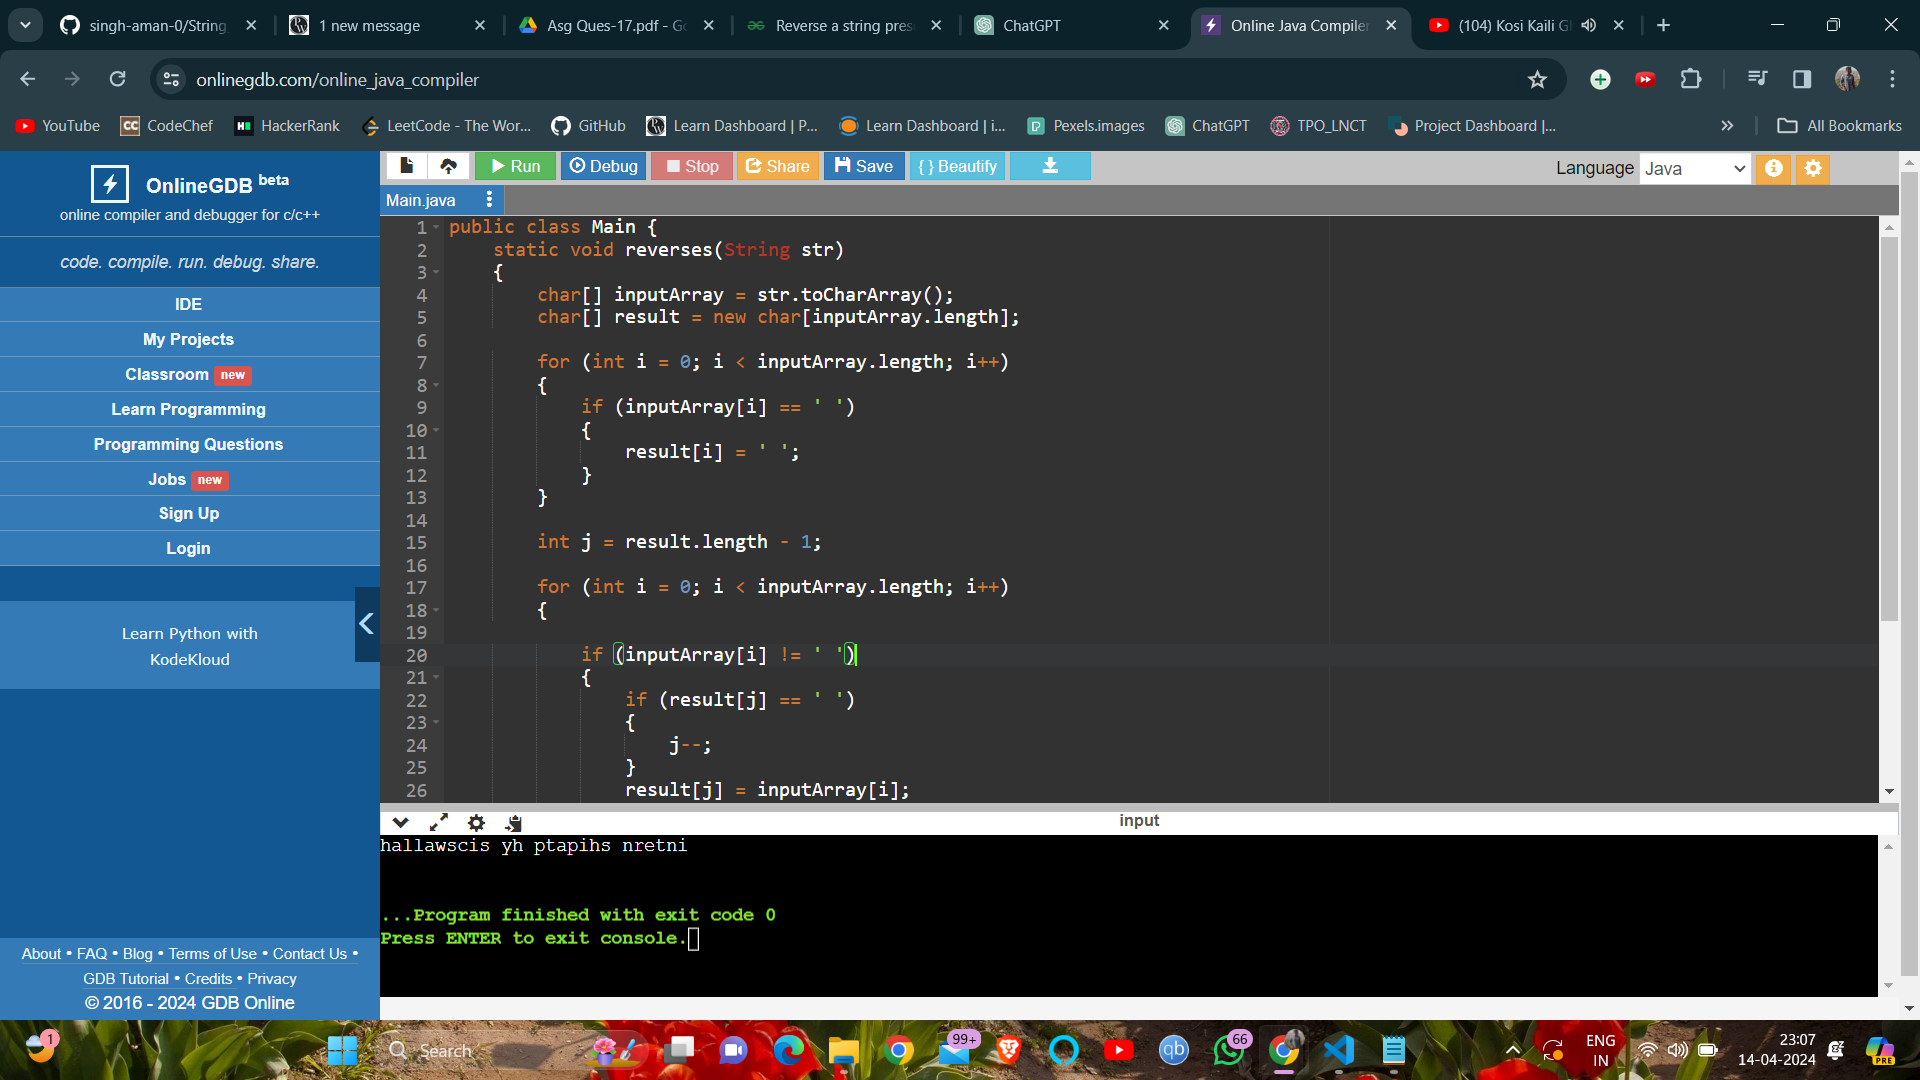 singh-aman-0/String_
1 new message
Asg Ques-17.pdf - Go
Reverse a string pres
ChatGPT
Online Java Compiler
(104) Kosi Kaili Gh
onlinegdb.com/online_java_compiler
YouTube
CodeChef
HackerRank
LeetCode - The Wor...
GitHub
Learn Dashboard | P...
Learn Dashboard | i...
Pexels.images
ChatGPT
TPO_LNCT
Project Dashboard |...
All Bookmarks
OnlineGDB beta
online compiler and debugger for c/c++
code. compile. run. debug. share.
IDE
My Projects
Classroom new
Learn Programming
Programming Questions
Jobs new
Sign Up
Login
Learn Python with
KodeKloud
About • FAQ • Blog • Terms of Use • Contact Us •
GDB Tutorial • Credits • Privacy
© 2016 - 2024 GDB Online
Run
Debug
Stop
Share
Save
{ } Beautify
Language Java
Main.java
1 public class Main {
2 static void reverses(String str)
3 {
4 char[] inputArray = str.toCharArray();
5 char[] result = new char[inputArray.length];
6
7 for (int i = 0; i < inputArray.length; i++)
8 {
9 if (inputArray[i] == ' ')
10 {
11 result[i] = ' ';
12 }
13 }
14
15 int j = result.length - 1;
16
17 for (int i = 0; i < inputArray.length; i++)
18 {
19
20 if (inputArray[i] != ' ')
21 {
22 if (result[j] == ' ')
23 {
24 j--;
25 }
26 result[j] = inputArray[i];
input
hallawscis yh ptapihs nretni
...Program finished with exit code 0
Press ENTER to exit console.
1
Search
99+
66
ENG
IN
23:07
14-04-2024
PRE